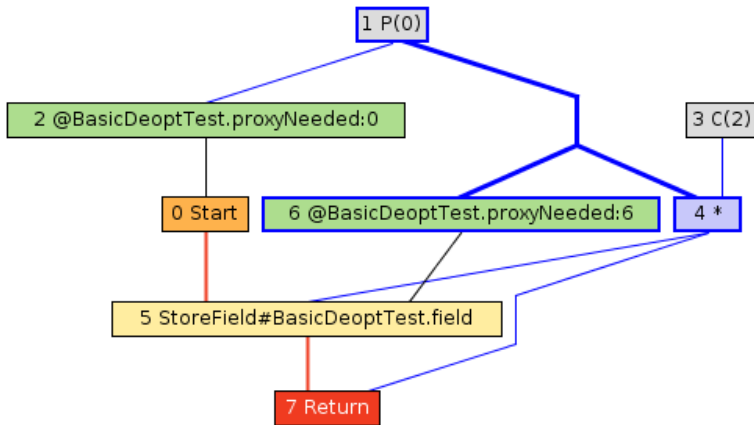 1 P(0)
2 @BasicDeoptTest.proxyNeeded:0
3 C(2)
0 Start
6 @BasicDeoptTest.proxyNeeded:6
4 *
5 StoreField#BasicDeoptTest.field
7 Return